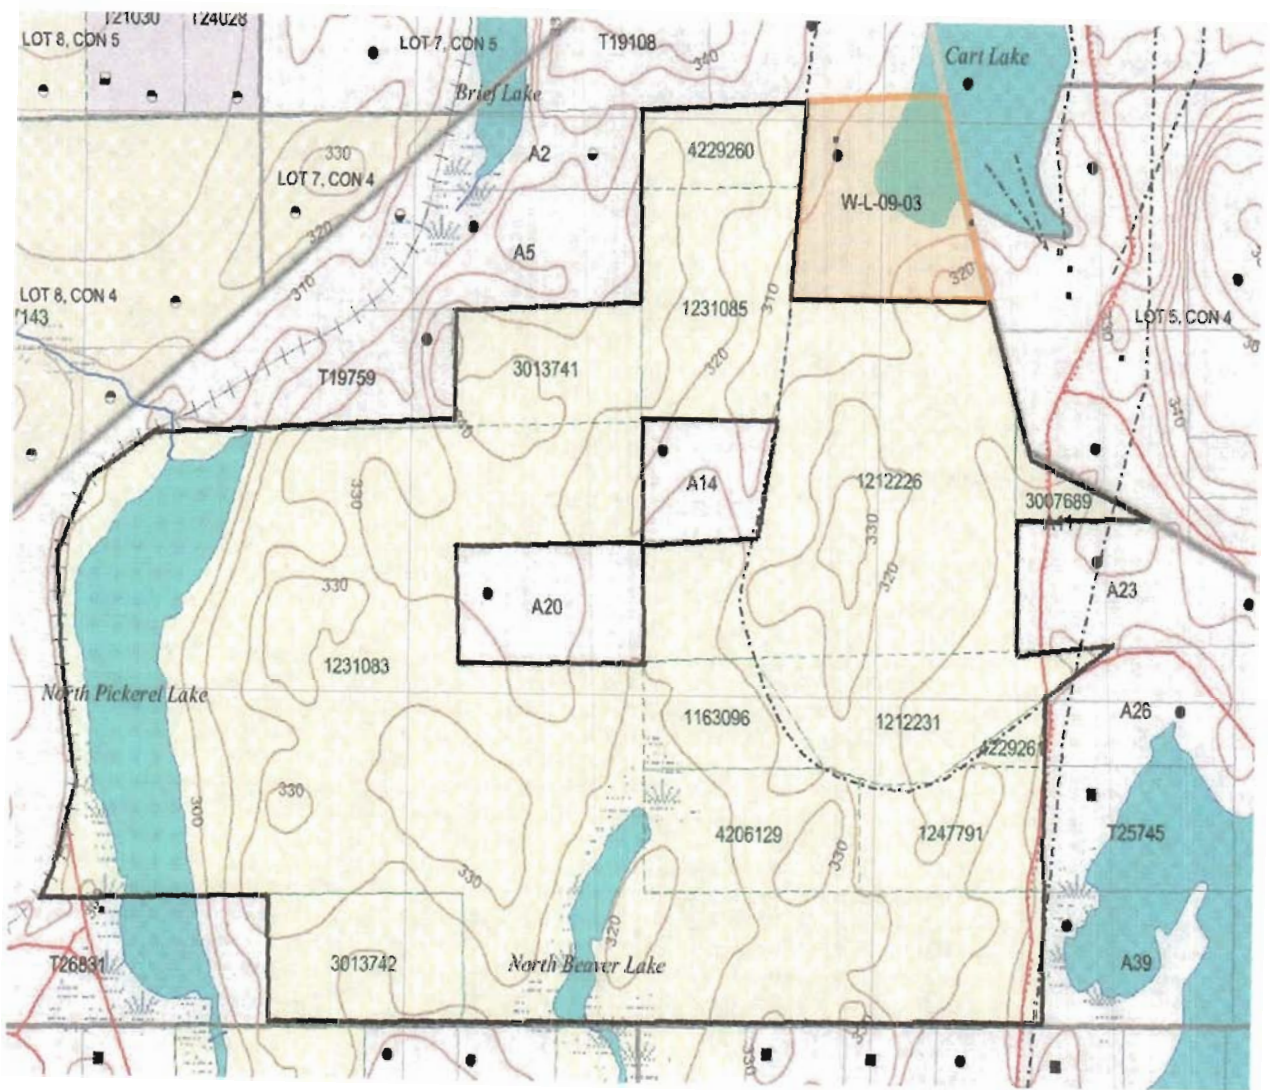 T21030
T24028
LOT 8, CON 5
LOT 7, CON 5
T19108
340
Cart Lake
Brief Lake
330
A2
4229260
LOT 7, CON 4
W-L-09-03
320
A5
320
310
LOT 8, CON 4
310
1231085
LOT 5, CON 4
320
T19759
3013741
340
A14
1212226
330
3007689
330
330
320
A20
A23
1231083
North Pickerel Lake
1163096
1212231
A26
4229261
330
300
4206129
1247791
T25745
330
330
320
T26831
3013742
North Beaver Lake
A39
330